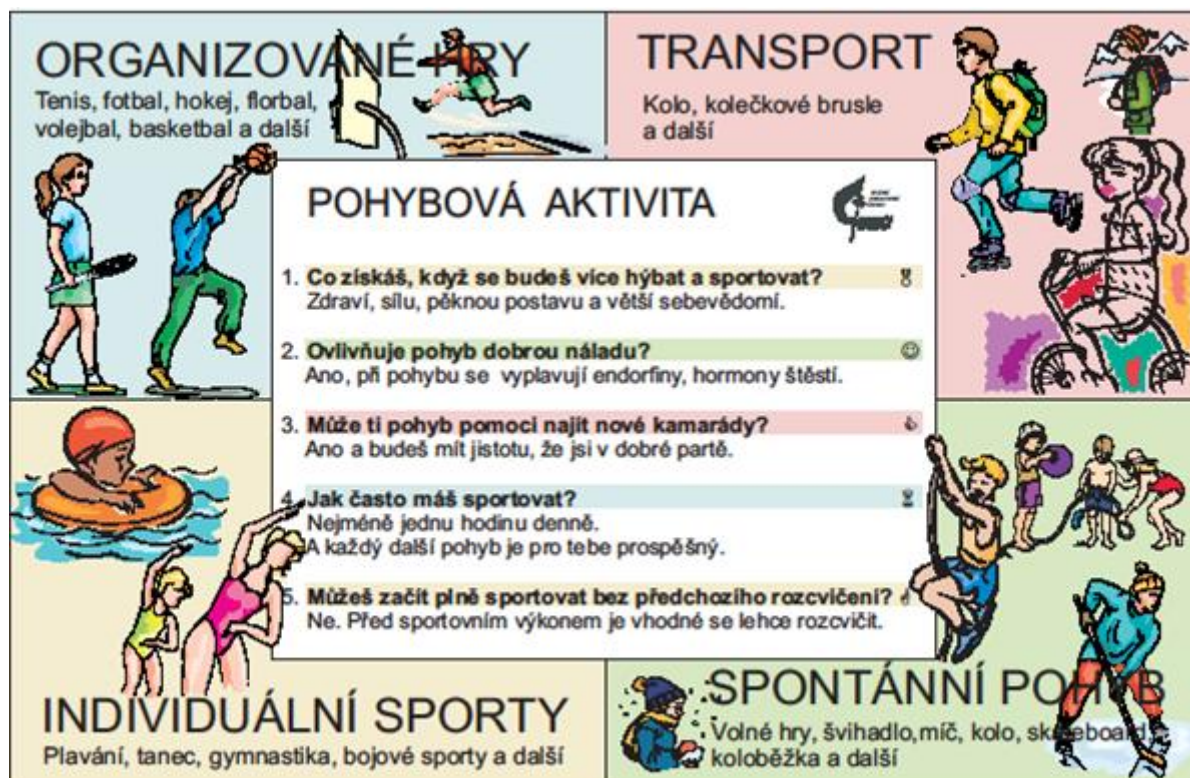 ORGANIZOVANÉ HRY
Tenis, fotbal, hokej, florbal,
volejbal, basketbal a další
TRANSPORT
Kolo, kolečkové brusle
a další
POHYBOVÁ AKTIVITA
1. Co získáš, když se budeš více hýbat a sportovat?
Zdraví, sílu, pěknou postavu a větší sebevědomí.
2. Ovlivňuje pohyb dobrou náladu?
Ano, při pohybu se vyplavují endorfiny, hormony štěstí.
3. Může ti pohyb pomoci najít nové kamarády?
Ano a budeš mít jistotu, že jsi v dobré partě.
4. Jak často máš sportovat?
Nejméně jednu hodinu denně.
A každý další pohyb je pro tebe prospěšný.
5. Můžeš začít plně sportovat bez předchozího rozcvičení?
Ne. Před sportovním výkonem je vhodné se lehce rozcvičit.
INDIVIDUÁLNÍ SPORTY
Plavání, tanec, gymnastika, bojové sporty a další
SPONTÁNNÍ POHYB
Volné hry, švihadlo,míč, kolo, skateboard,
koloběžka a další